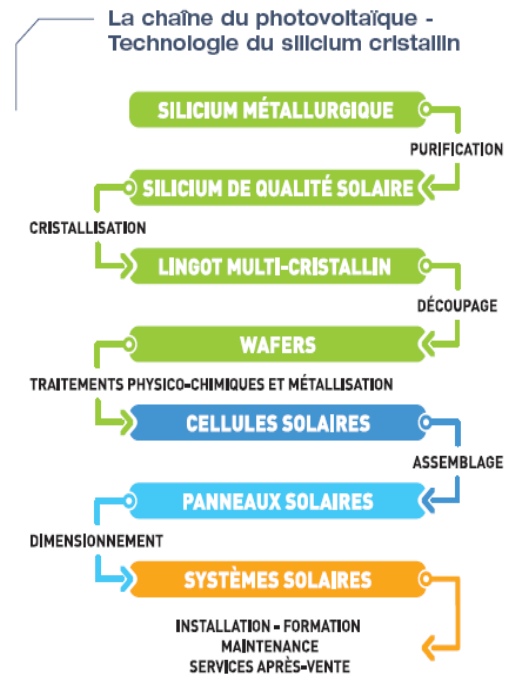 La chaîne du photovoltaïque -
Technologie du silicium cristallin
SILICIUM MÉTALLURGIQUE
PURIFICATION
SILICIUM DE QUALITÉ SOLAIRE
CRISTALLISATION
LINGOT MULTI-CRISTALLIN
DÉCOUPAGE
WAFERS
TRAITEMENTS PHYSICO-CHIMIQUES ET MÉTALLISATION
CELLULES SOLAIRES
ASSEMBLAGE
PANNEAUX SOLAIRES
DIMENSIONNEMENT
SYSTÈMES SOLAIRES
INSTALLATION - FORMATION
MAINTENANCE
SERVICES APRÈS-VENTE